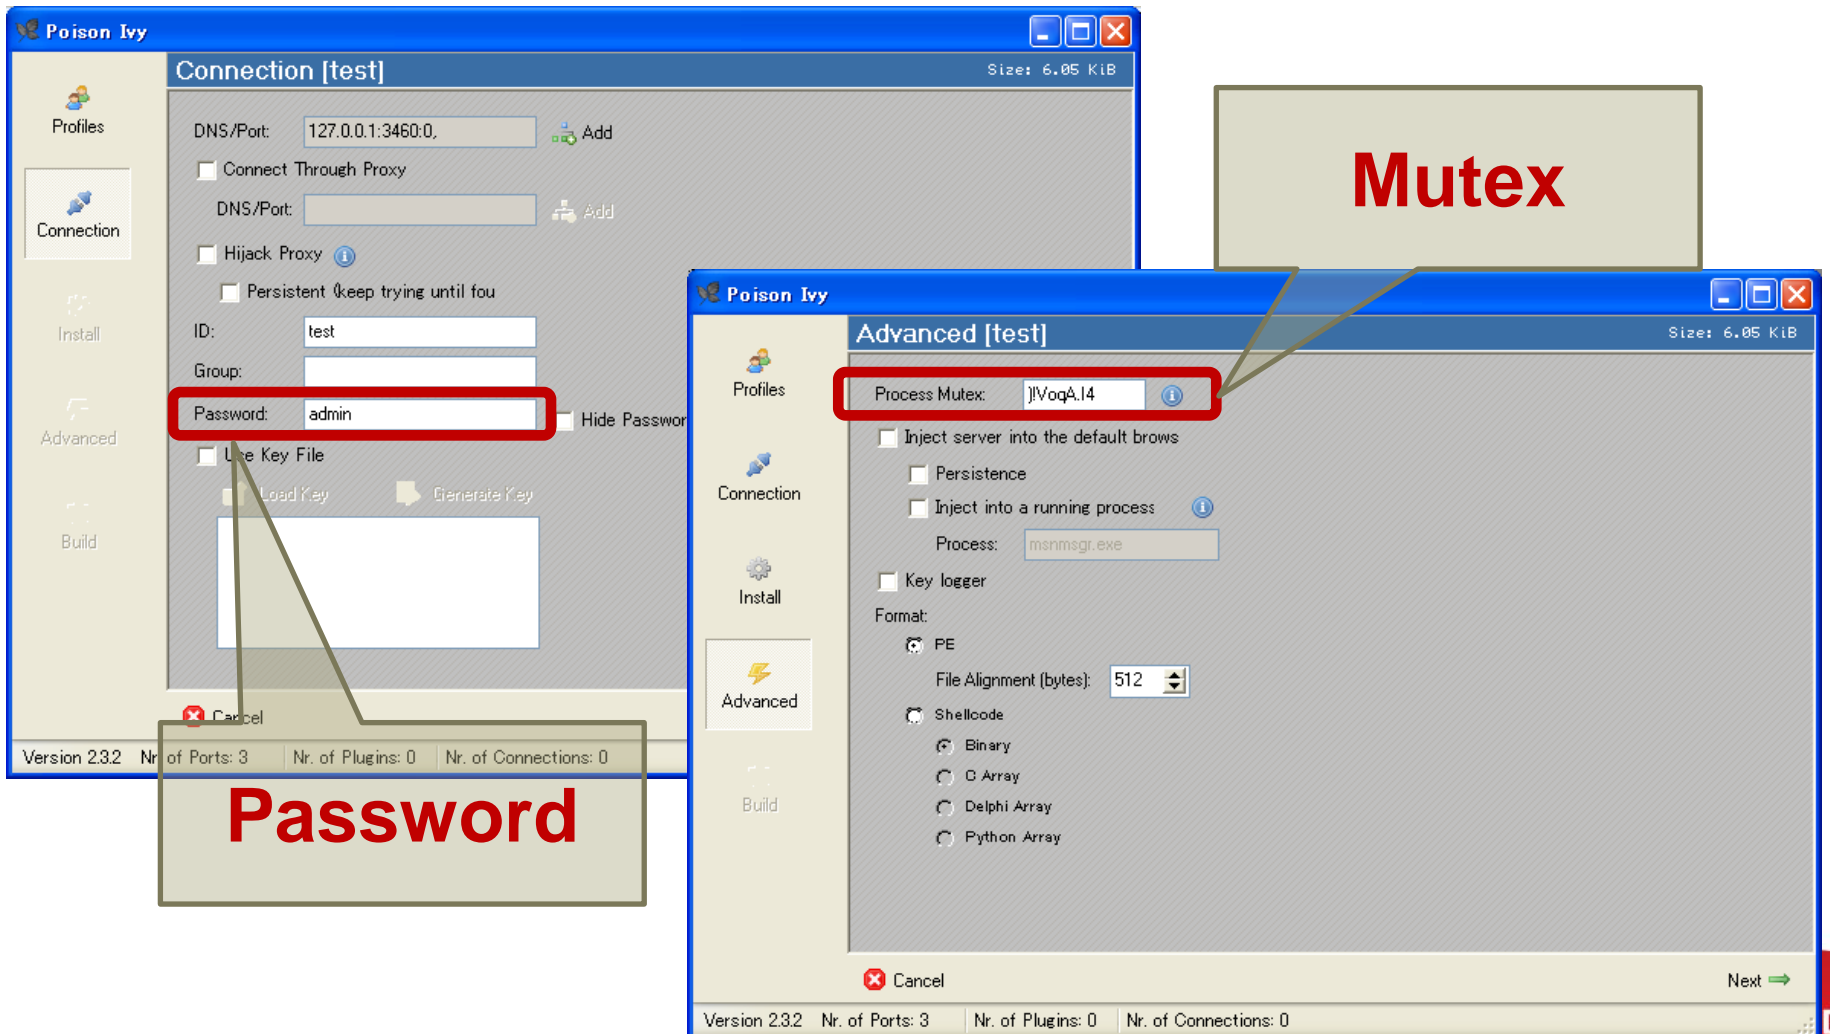 Poison Ivy
Connection [test]
Size: 6.05 KiB
Profiles
Connection
Install
Advanced
Build
DNS/Port: 127.0.0.1:3460:0, Add
Connect Through Proxy
DNS/Port: Add
Hijack Proxy
Persistent (keep trying until fou
ID: test
Group:
Password: admin
Hide Passwor
Use Key File
Load Key Generate Key
Cancel
Version 2.3.2 Nr. of Ports: 3 Nr. of Plugins: 0 Nr. of Connections: 0
Password
Mutex
Poison Ivy
Advanced [test]
Size: 6.05 KiB
Profiles
Connection
Install
Advanced
Build
Process Mutex: )!VoqA.I4
Inject server into the default brows
Persistence
Inject into a running process
Process: msnmsgr.exe
Key logger
Format:
PE
File Alignment (bytes): 512
Shellcode
Binary
C Array
Delphi Array
Python Array
Cancel
Next
Version 2.3.2 Nr. of Ports: 3 Nr. of Plugins: 0 Nr. of Connections: 0